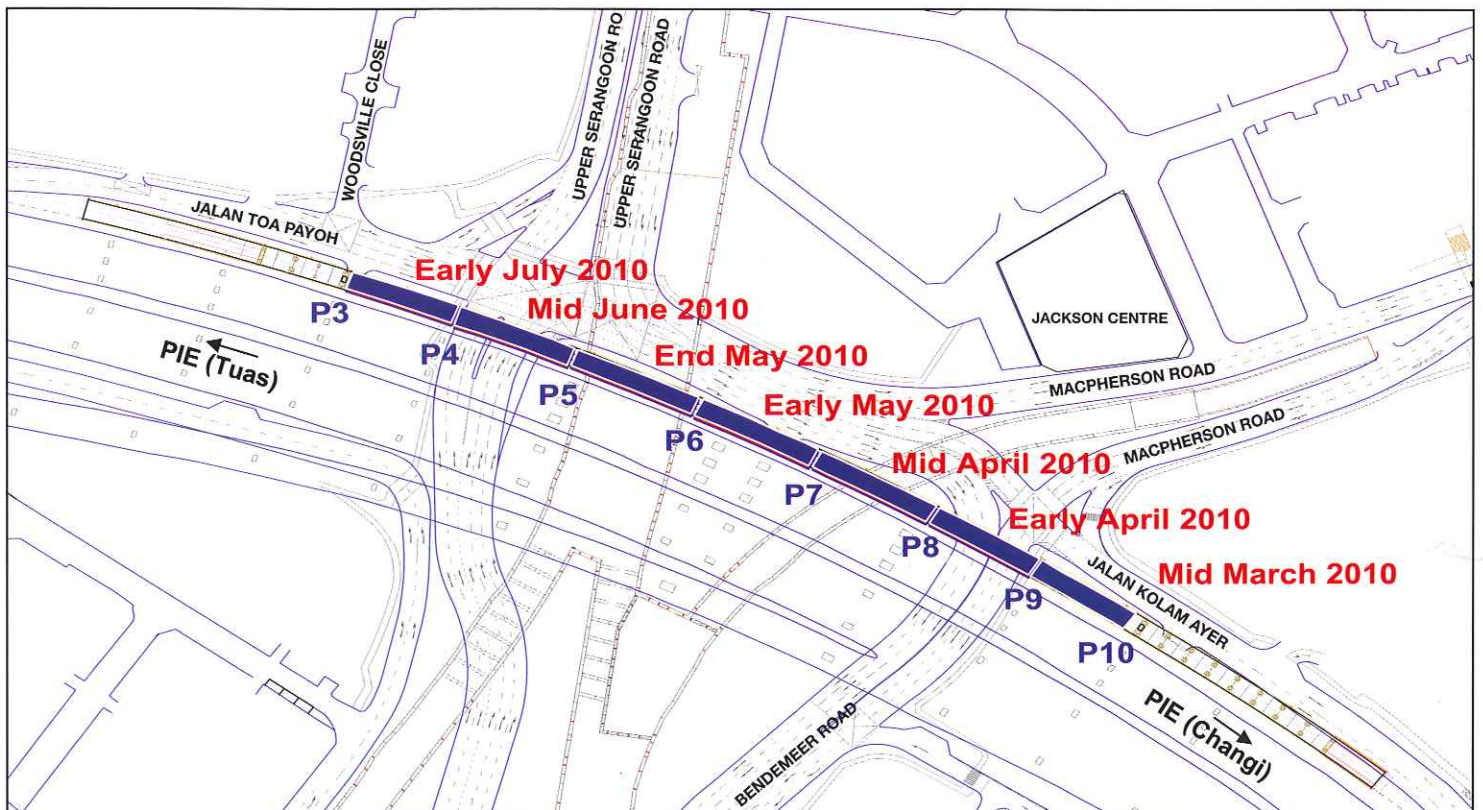 WOODSVILLE CLOSE
UPPER SERANGOON RO
UPPER SERANGOON ROAD
JALAN TOA PAYOH
Early July 2010
P3
Mid June 2010
JACKSON CENTRE
P4
PIE (Tuas)
End May 2010
P5
MACPHERSON ROAD
Early May 2010
P6
MACPHERSON ROAD
Mid April 2010
P7
Early April 2010
P8
JALAN KOLAM AYER
Mid March 2010
P9
P10
PIE (Changi)
BENDEMEER ROAD